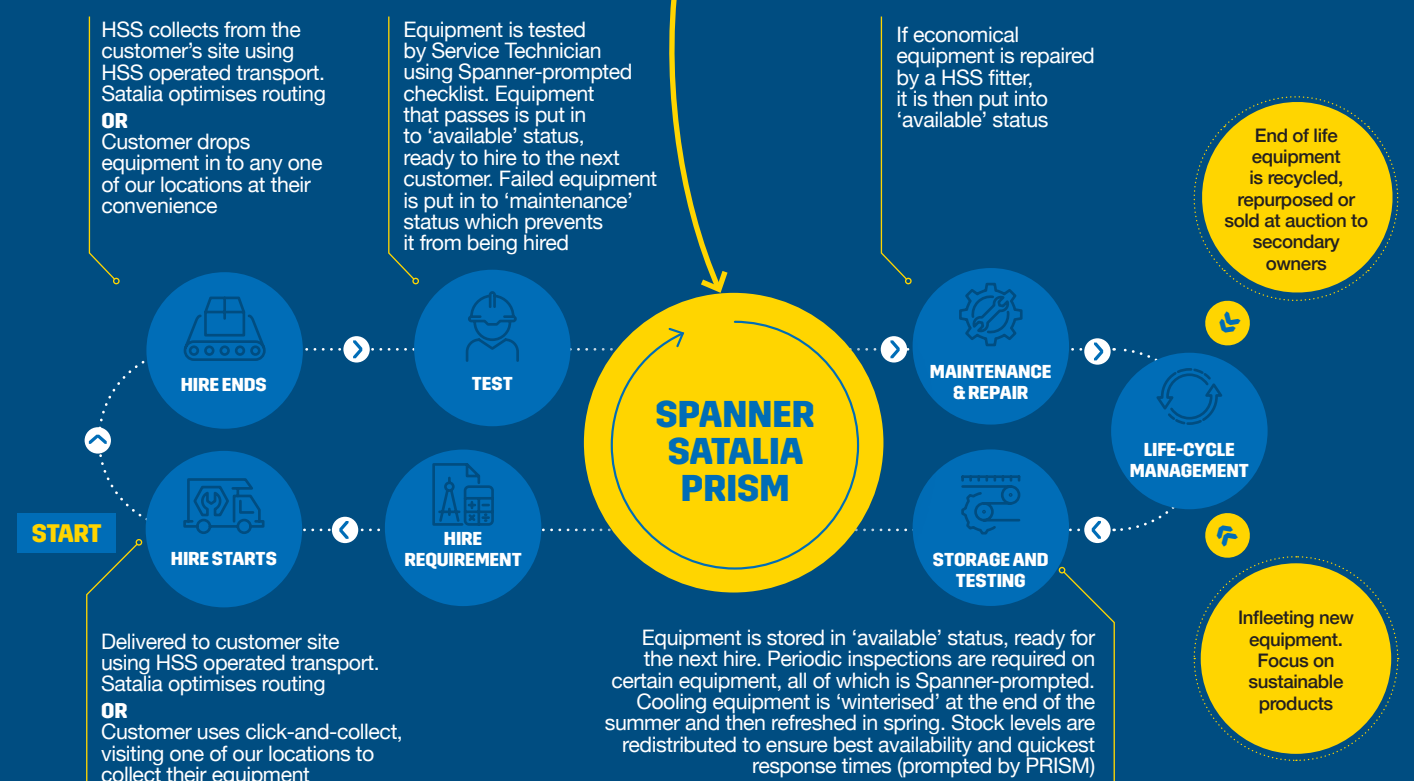 HSS collects from the
customer's site using
HSS operated transport.
Satalia optimises routing
OR
Customer drops
equipment in to any one
of our locations at their
convenience
Equipment is tested
by Service Technician
using Spanner-prompted
checklist. Equipment
that passes is put in
to ‘available’ status,
ready to hire to the next
customer. Failed equipment
is put in to ‘maintenance’
status which prevents
it from being hired
If economical
equipment is repaired
by a HSS fitter,
it is then put into
‘available’ status
End of life
equipment
is recycled,
repurposed or
sold at auction to
secondary
owners
HIRE ENDS
TEST
SPANNER
SATALIA
PRISM
MAINTENANCE
& REPAIR
LIFE-CYCLE
MANAGEMENT
START
HIRE STARTS
HIRE
REQUIREMENT
STORAGE AND
TESTING
Infleeting new
equipment.
Focus on
sustainable
products
Delivered to customer site
using HSS operated transport.
Satalia optimises routing
OR
Customer uses click-and-collect,
visiting one of our locations to
collect their equipment
Equipment is stored in ‘available’ status, ready for
the next hire. Periodic inspections are required on
certain equipment, all of which is Spanner-prompted.
Cooling equipment is ‘winterised’ at the end of the
summer and then refreshed in spring. Stock levels are
redistributed to ensure best availability and quickest
response times (prompted by PRISM)